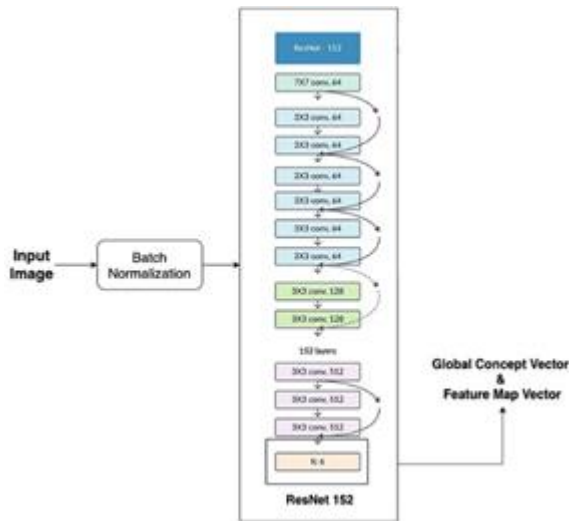 ResNet - 152
7X7 conv, 64
3X3 conv, 64
3X3 conv, 64
3X3 conv, 64
3X3 conv, 64
3X3 conv, 64
3X3 conv, 64
Input
Image
Batch
Normalization
3X3 conv, 128
3X3 conv, 128
152 layers
3X3 conv, 512
3X3 conv, 512
3X3 conv, 512
Global Concept Vector
&
Feature Map Vector
ResNet 152